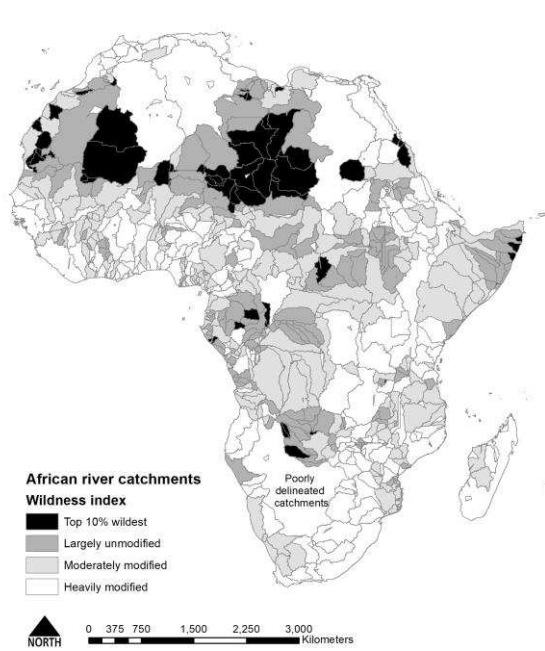 Poorly
delineated
catchments
African river catchments
Wildness index
Top 10% wildest
Largely unmodified
Moderately modified
Heavily modified
NORTH
0 375 750 1,500 2,250 3,000
Kilometers